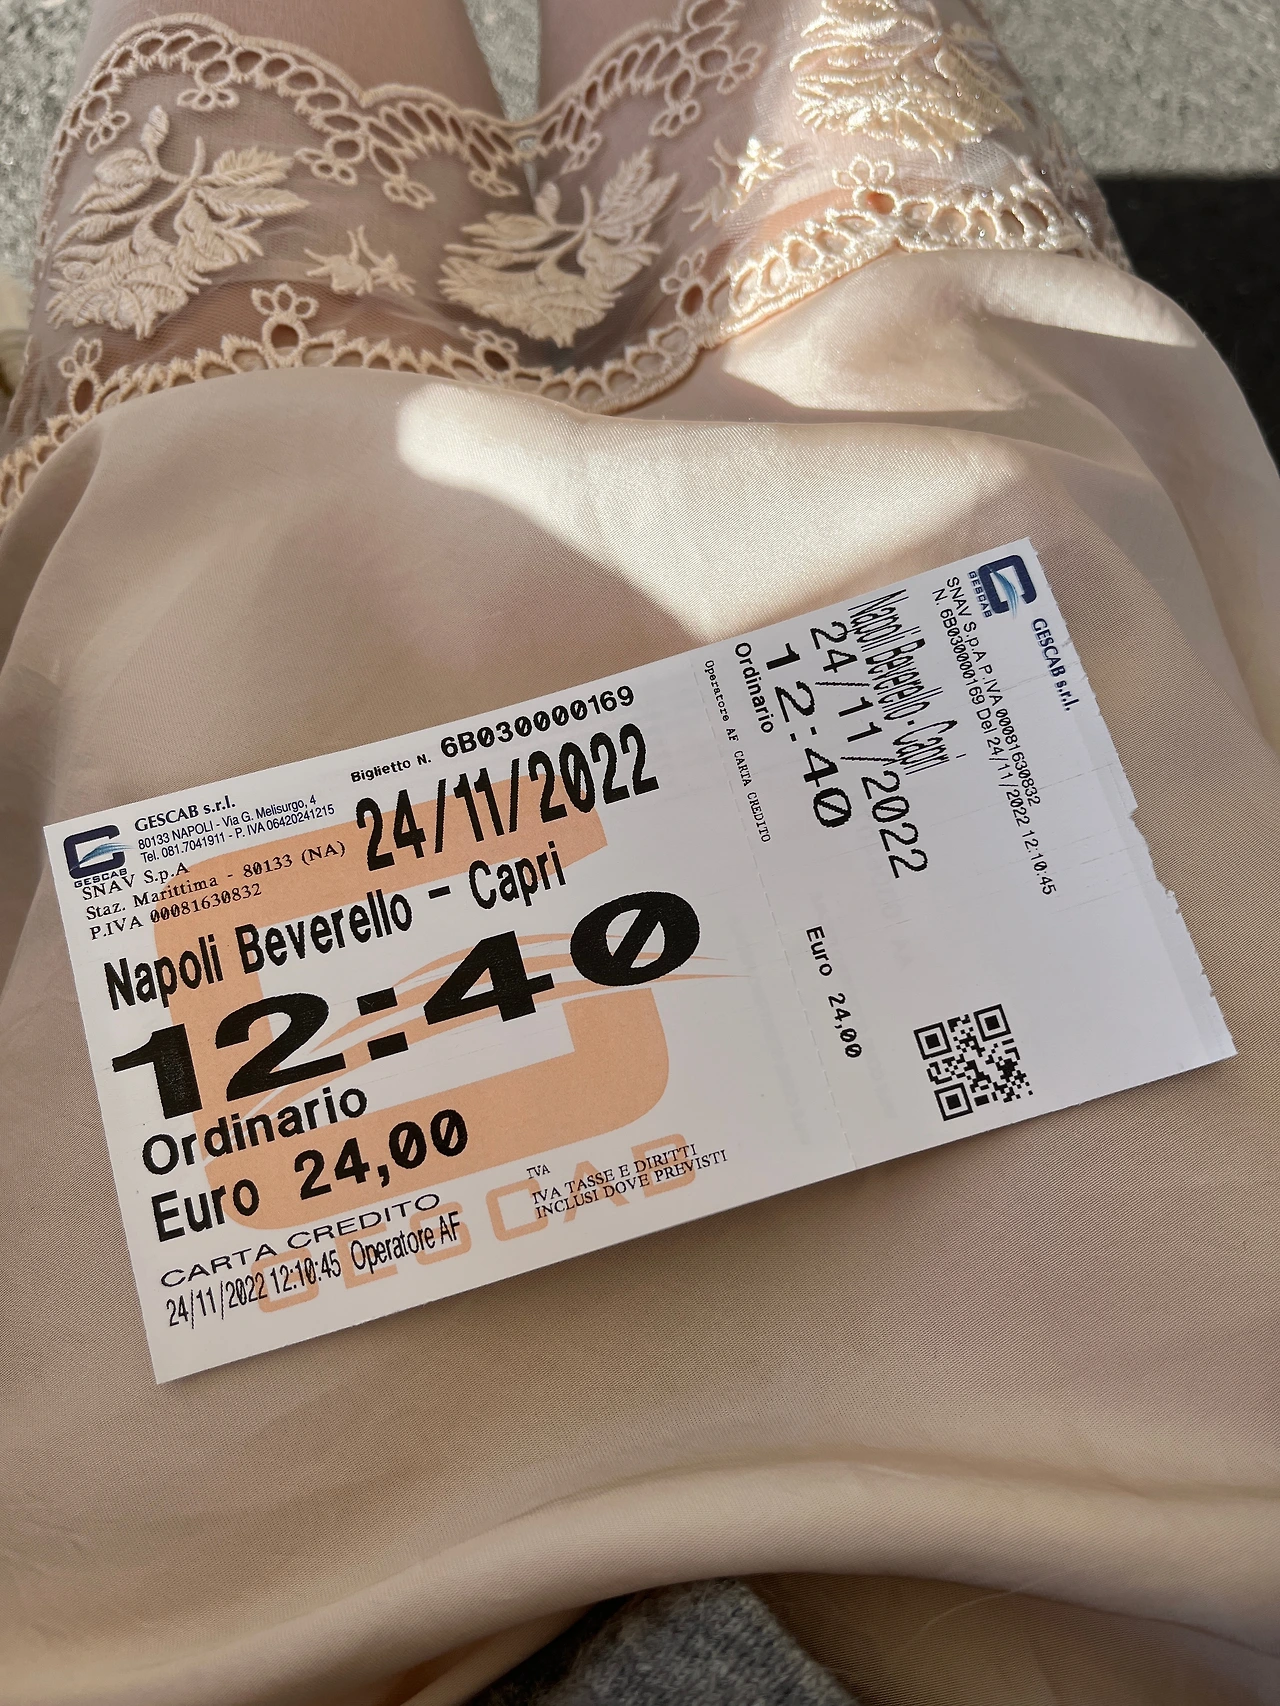 GESCAB s.r.l.
80133 NAPOLI - Via G. Melisurgo, 4
Tel. 081.7041911 - P. IVA 06420241215
GESCAB
SNAV S.p.A
Staz. Marittima - 80133 (NA)
P.IVA 00081630832
Biglietto N. 6B030000169
24/11/2022
Napoli Beverello - Capri
12:40
Ordinario
Euro 24,00
CARTA CREDITO
24/11/2022 12:10:45 Operatore AF
IVA
IVA TASSE E DIRITTI
INCLUSI DOVE PREVISTI
GESCAB
GESCAB s.r.l.
GESCAB
SNAV S.p.A P.IVA 00081630832
N. 6B030000169 Del 24/11/2022 12:10:45
Napoli Beverello - Capri
24/11/2022
12:40
Ordinario
Euro 24,00
Operatore AF CARTA CREDITO